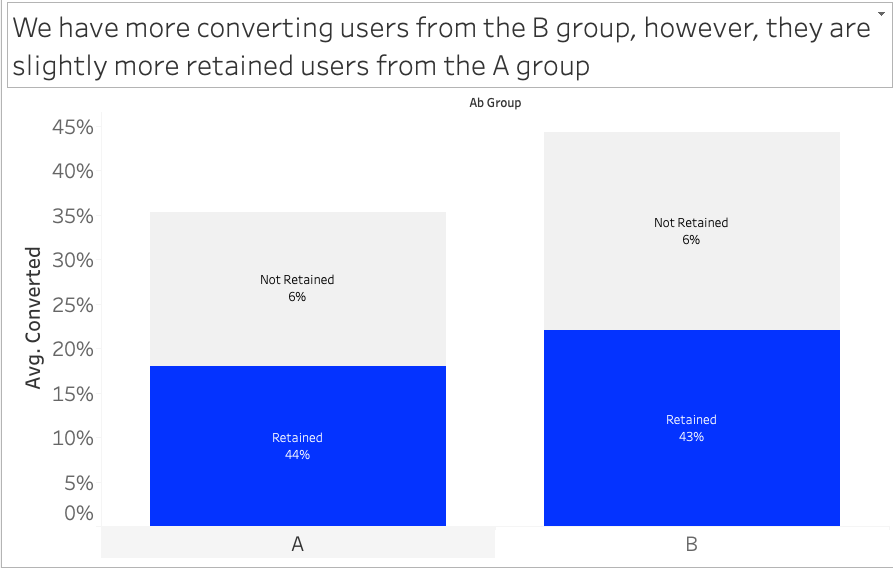 We have more converting users from the B group, however, they are
slightly more retained users from the A group
Ab Group
45%
40%
35%
30%
25%
20%
15%
10%
5%
0%
Avg. Converted
Not Retained
6%
Retained
44%
Not Retained
6%
Retained
43%
A
B